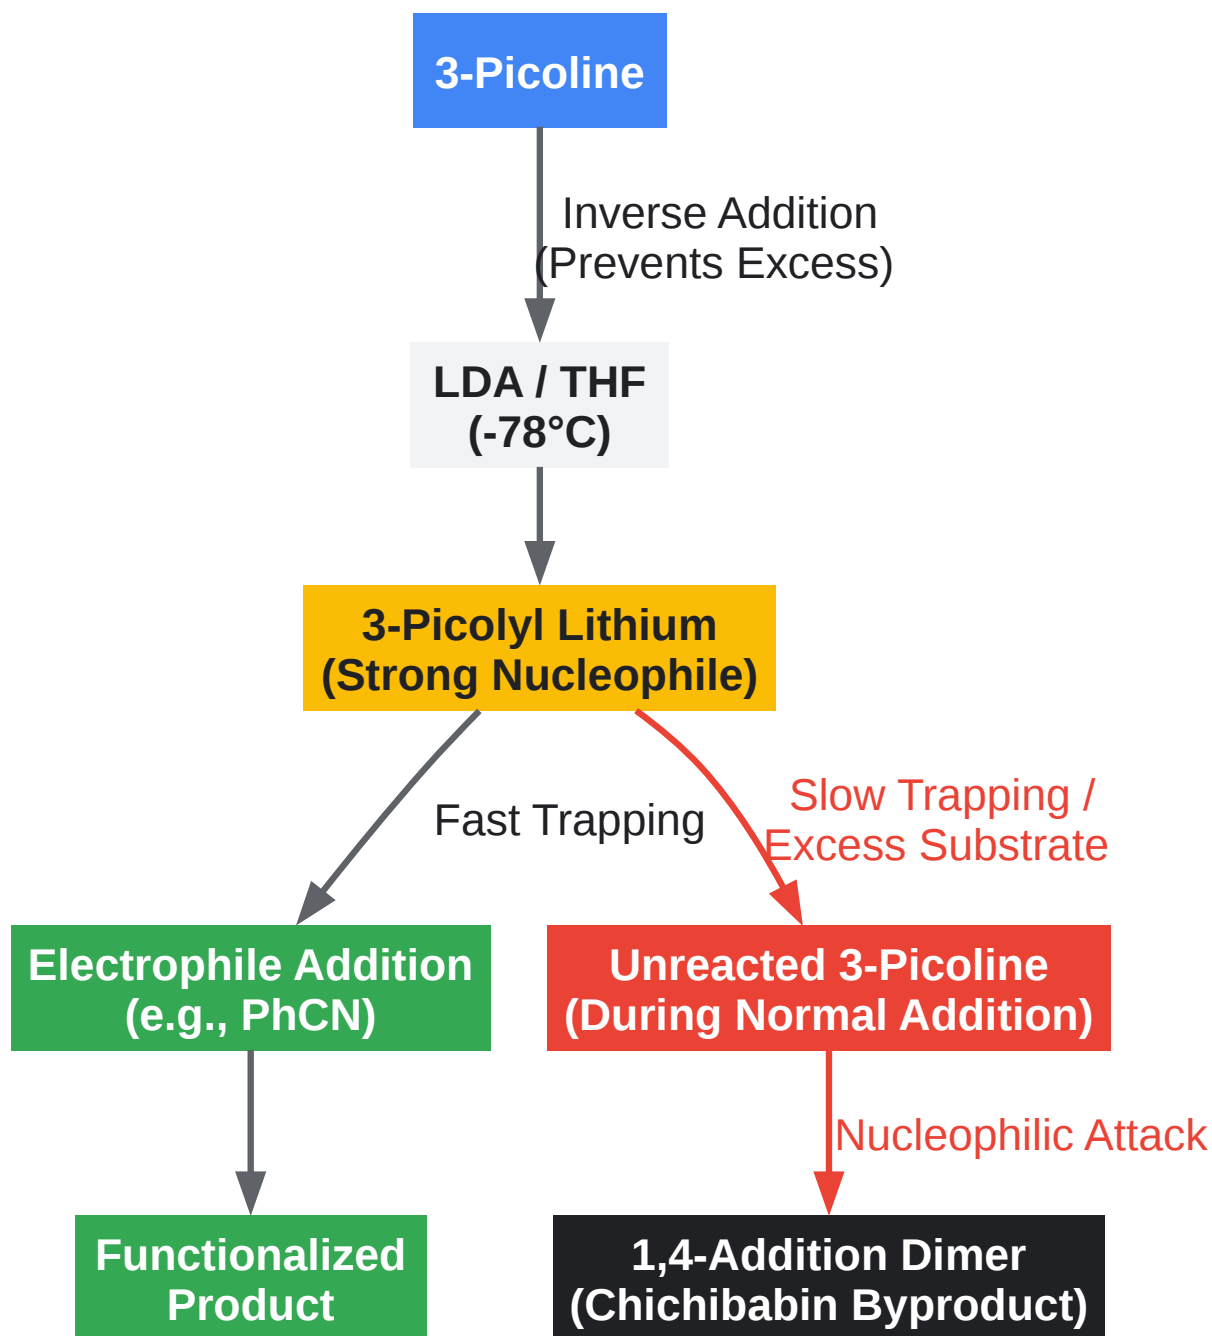 3-Picoline
Inverse Addition
(Prevents Excess)
LDA / THF
(-78°C)
3-Picolyl Lithium
(Strong Nucleophile)
Fast Trapping
Slow Trapping /
Excess Substrate
Electrophile Addition
(e.g., PhCN)
Unreacted 3-Picoline
(During Normal Addition)
Nucleophilic Attack
Functionalized
Product
1,4-Addition Dimer
(Chichibabin Byproduct)